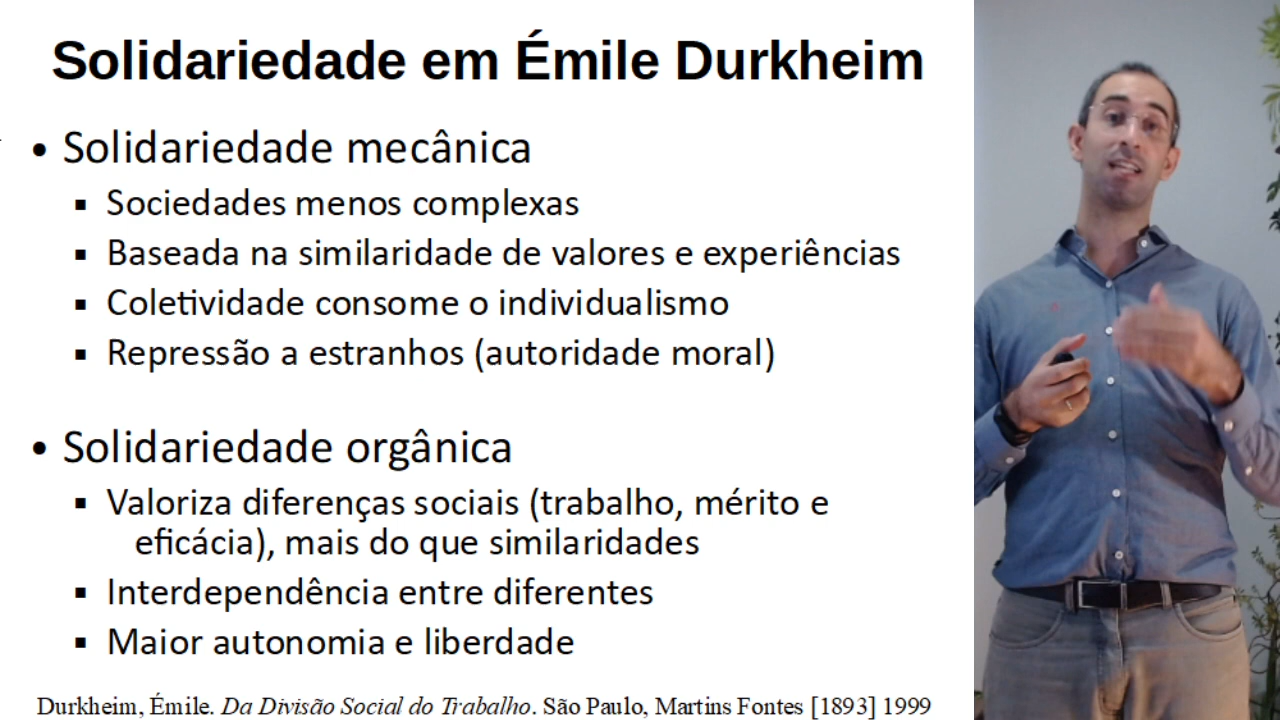 Solidariedade em Émile Durkheim
• Solidariedade mecânica
▪ Sociedades menos complexas
▪ Baseada na similaridade de valores e experiências
▪ Coletividade consome o individualismo
▪ Repressão a estranhos (autoridade moral)
• Solidariedade orgânica
▪ Valoriza diferenças sociais (trabalho, mérito e
eficácia), mais do que similaridades
▪ Interdependência entre diferentes
▪ Maior autonomia e liberdade
Durkheim, Émile. Da Divisão Social do Trabalho. São Paulo, Martins Fontes [1893] 1999